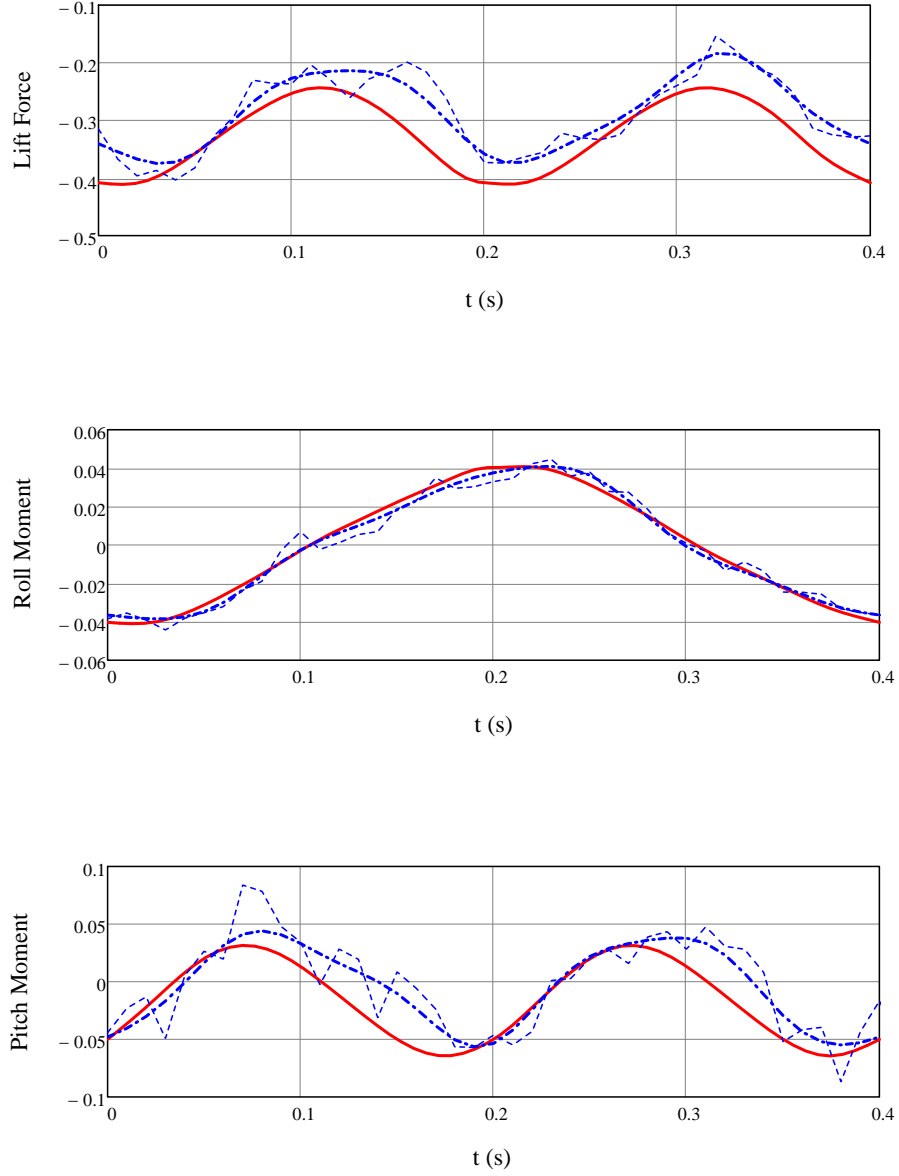 − 0.1
− 0.2
− 0.3
− 0.4
− 0.5
Lift Force
0 0.1 0.2 0.3 0.4
t (s)
0.06
0.04
0.02
0
− 0.02
− 0.04
− 0.06
Roll Moment
0 0.1 0.2 0.3 0.4
t (s)
0.1
0.05
0
− 0.05
− 0.1
Pitch Moment
0 0.1 0.2 0.3 0.4
t (s)